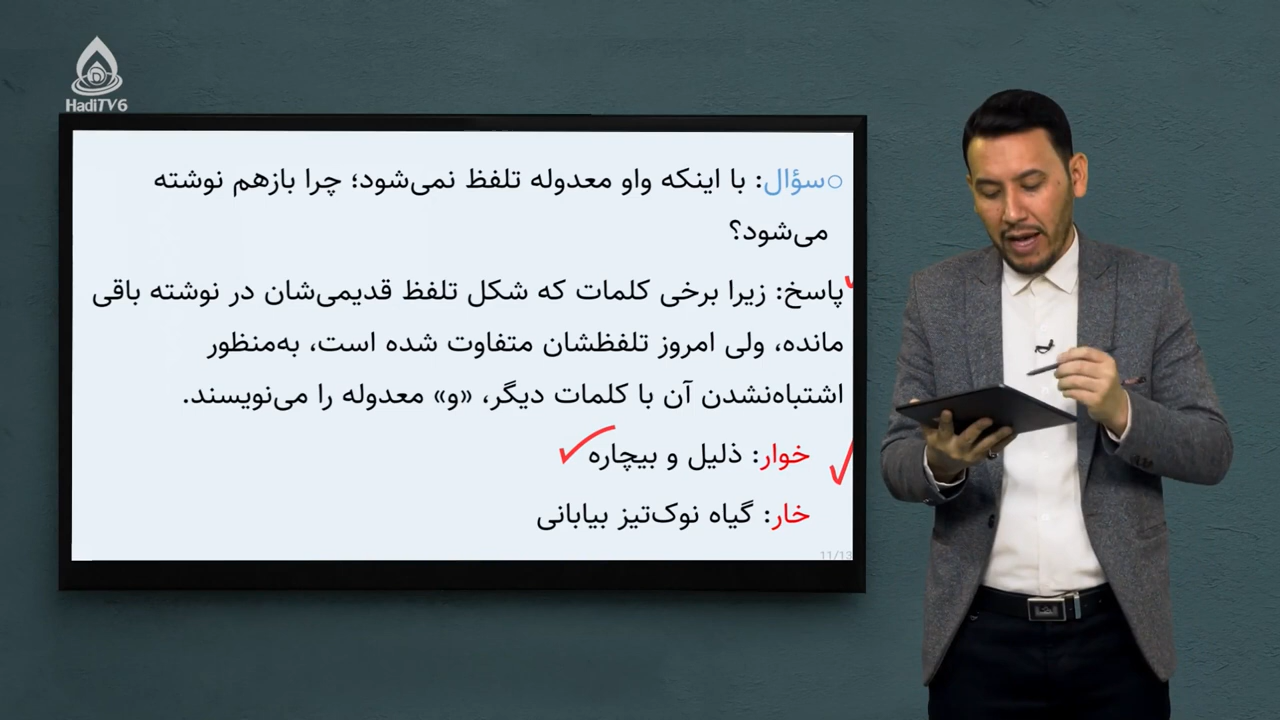 HadiTV6
○سؤال: با اینکه واو معدوله تلفظ نمی‌شود؛ چرا بازهم نوشته
می‌شود؟
پاسخ: زیرا برخی کلمات که شکل تلفظ قدیمی‌شان در نوشته باقی
مانده، ولی امروز تلفظشان متفاوت شده است، به‌منظور
اشتباه‌نشدن آن با کلمات دیگر، «و» معدوله را می‌نویسند.
خوار: ذلیل و بیچاره
خار: گیاه نوک‌تیز بیابانی
11/13